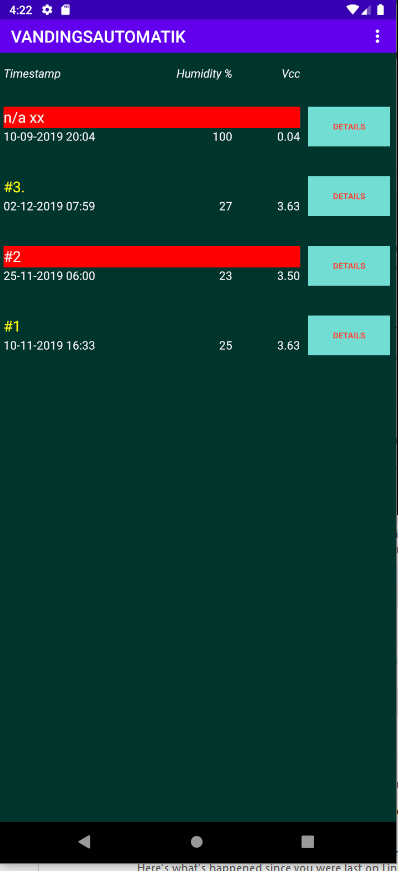 4:22
VANDINGSAUTOMATIK
Timestamp Humidity % Vcc
n/a xx
10-09-2019 20:04 100 0.04 DETAILS
#3.
02-12-2019 07:59 27 3.63 DETAILS
#2
25-11-2019 06:00 23 3.50 DETAILS
#1
10-11-2019 16:33 25 3.63 DETAILS
Here's what's happened since you were last on